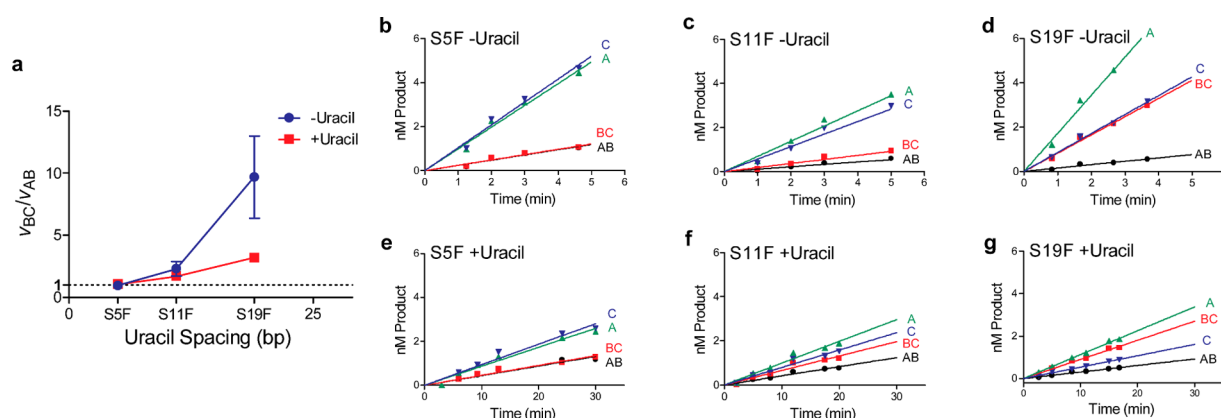 a
15
10
5
1
0
νBC/νAB
-Uracil
+Uracil
0 S5F S11F S19F 25
Uracil Spacing (bp)
b
S5F -Uracil
6
4
2
0
nM Product
0 1 2 3 4 5 6
Time (min)
C
A
BC
AB
c
S11F -Uracil
6
4
2
0
nM Product
0 1 2 3 4 5 6
Time (min)
A
C
BC
AB
d
S19F -Uracil
6
4
2
0
nM Product
0 1 2 3 4 5 6
Time (min)
A
C
BC
AB
e
S5F +Uracil
6
4
2
0
nM Product
0 10 20 30
Time (min)
C
A
BC
AB
f
S11F +Uracil
6
4
2
0
nM Product
0 10 20 30
Time (min)
A
C
BC
AB
g
S19F +Uracil
6
4
2
0
nM Product
0 10 20 30
Time (min)
A
BC
C
AB